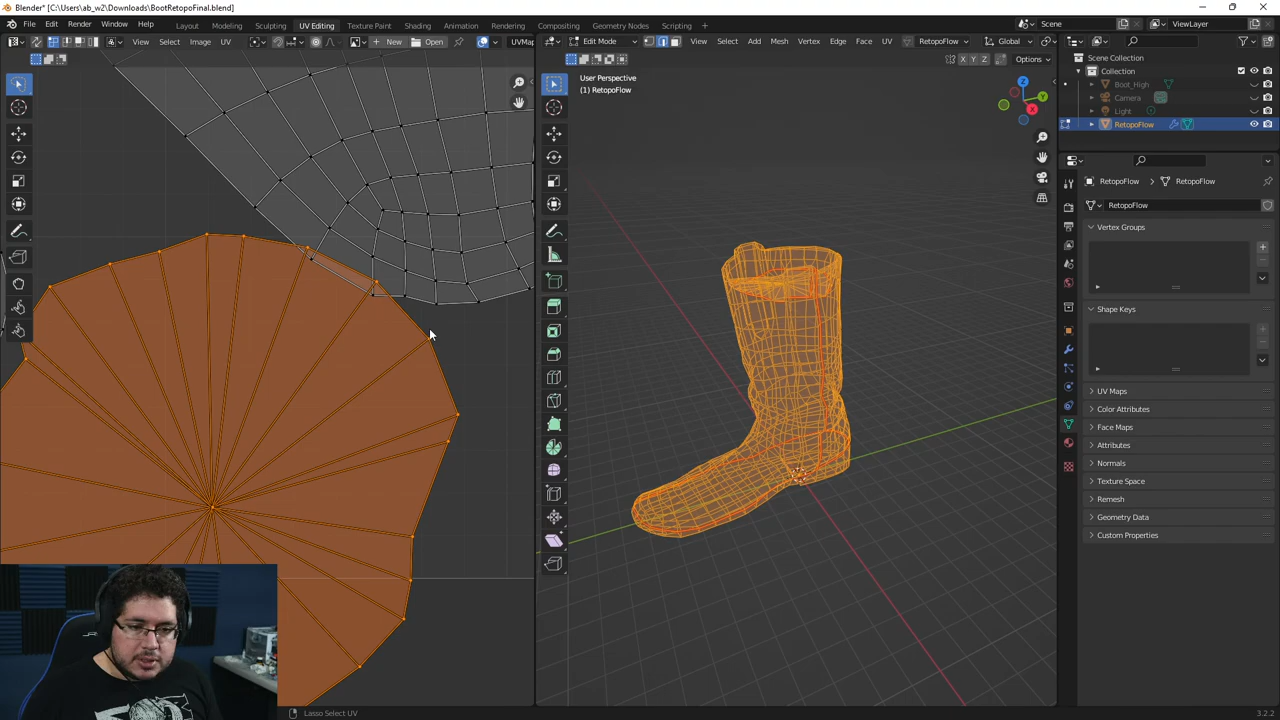 Blender* [C:\Users\ab_w2\Downloads\BootRetopoFinal.blend]
File Edit Render Window Help
Layout Modeling Sculpting UV Editing Texture Paint Shading Animation Rendering Compositing Geometry Nodes Scripting +
Scene
ViewLayer
View Select Image UV
New
Open
UVMap
Edit Mode
View Select Add Mesh Vertex Edge Face UV
RetopoFlow
Global
X Y Z
Options
User Perspective
(1) RetopoFlow
Z
Y
X
Scene Collection
Collection
Boot_High
Camera
Light
RetopoFlow
RetopoFlow > RetopoFlow
RetopoFlow
Vertex Groups
Shape Keys
UV Maps
Color Attributes
Face Maps
Attributes
Normals
Texture Space
Remesh
Geometry Data
Custom Properties
Lasso Select UV
3.2.2